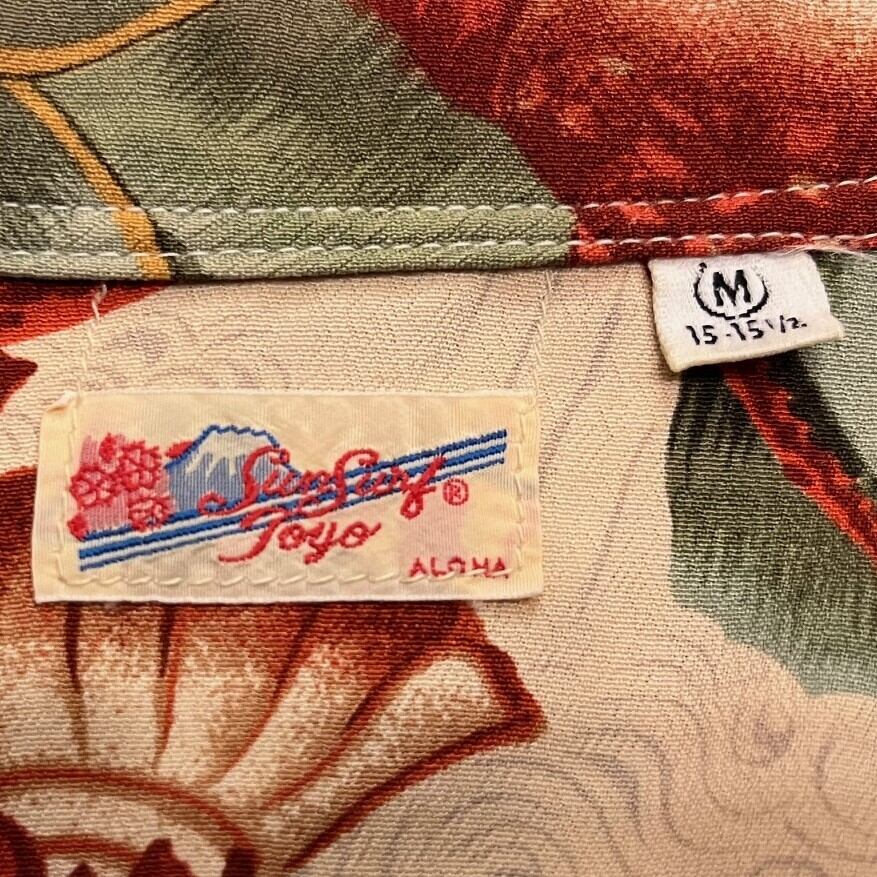 M
15-15 1/2
Sun Surf ®
Toyo
ALOHA